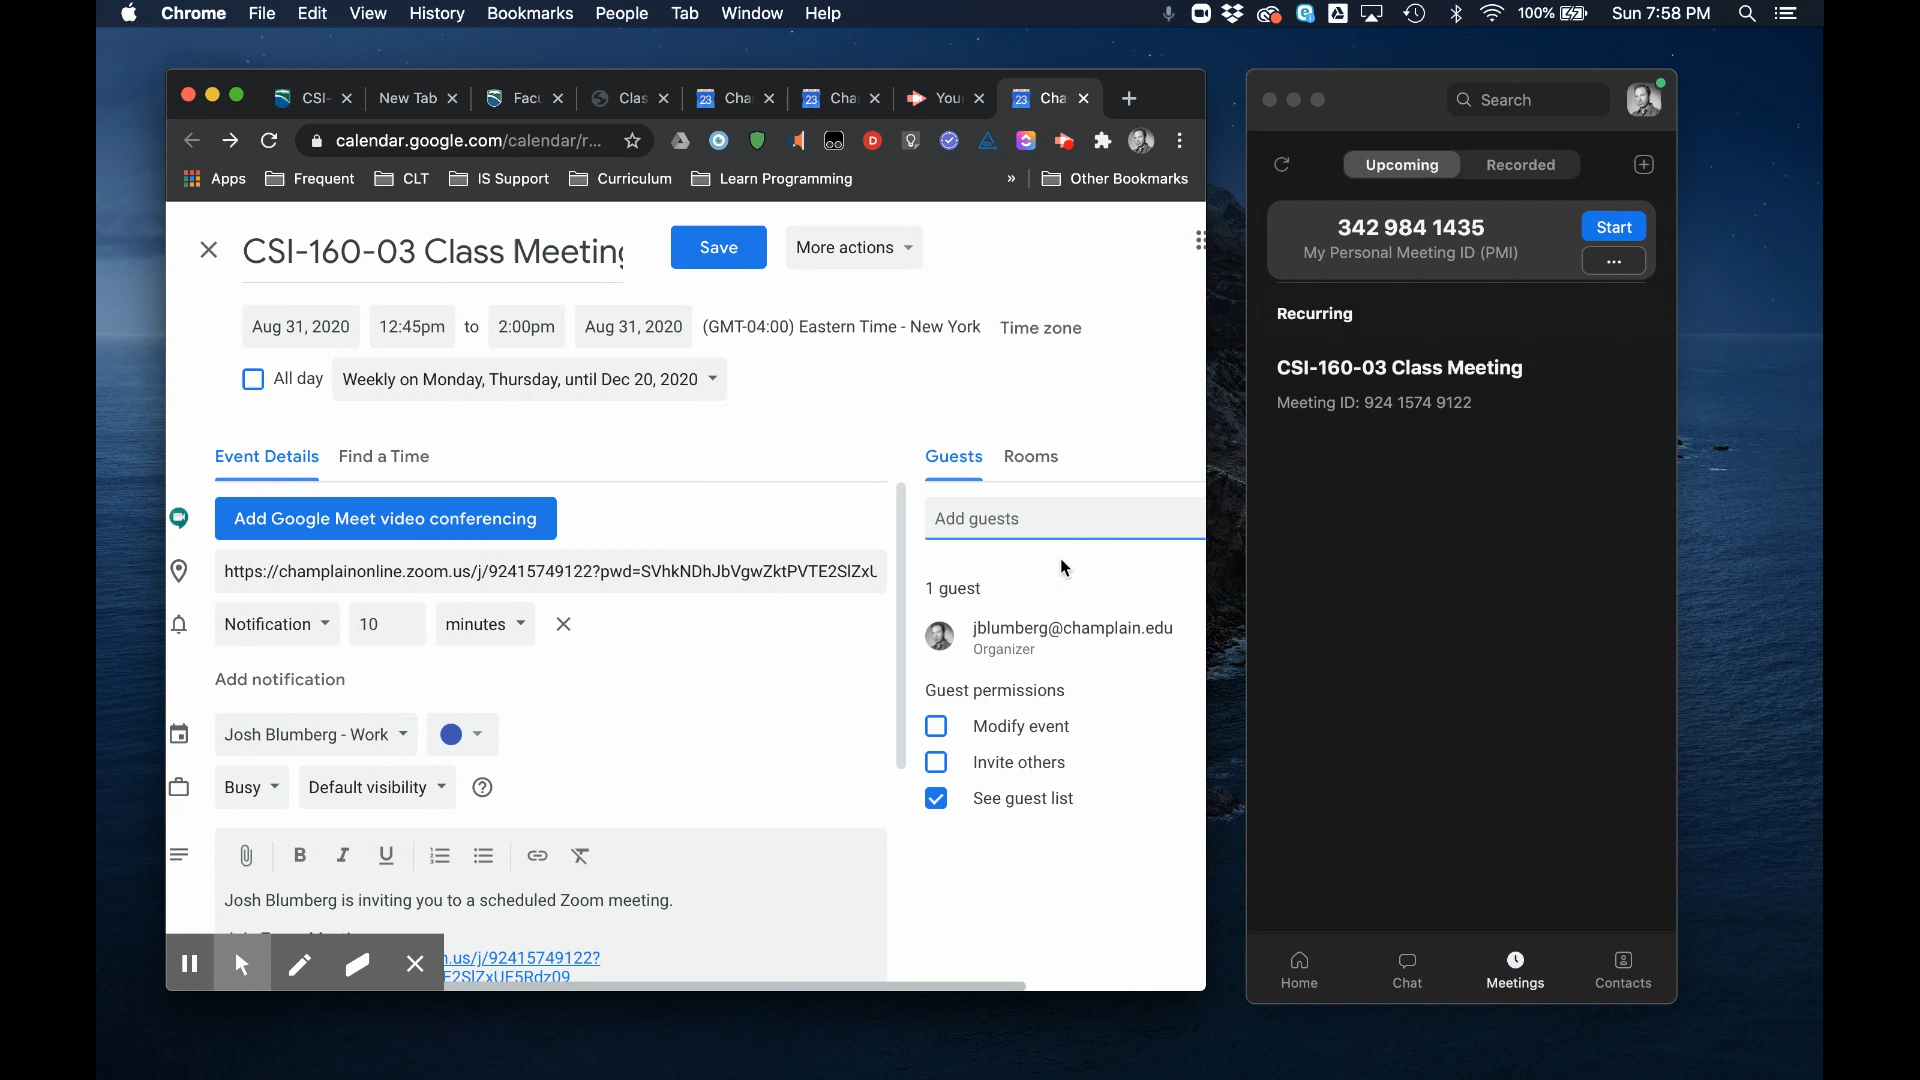 Chrome File Edit View History Bookmarks People Tab Window Help 100% Sun 7:58 PM
CSI- New Tab Facu Clas Cha Cha You Cha
calendar.google.com/calendar/r...
Apps Frequent CLT IS Support Curriculum Learn Programming » Other Bookmarks
CSI-160-03 Class Meeting Save More actions
Aug 31, 2020 12:45pm to 2:00pm Aug 31, 2020 (GMT-04:00) Eastern Time - New York Time zone
All day Weekly on Monday, Thursday, until Dec 20, 2020
Event Details Find a Time
Guests Rooms
Add Google Meet video conferencing
Add guests
https://champlainonline.zoom.us/j/92415749122?pwd=
1 guest
Notification 10 minutes
jblumberg@champlain.edu
Organizer
Add notification
Guest permissions
Modify event
Josh Blumberg - Work
Invite others
Busy Default visibility
See guest list
B I U
Josh Blumberg is inviting you to a scheduled Zoom meeting.
.us/j/92415749122?
Search
Upcoming Recorded
342 984 1435 Start
My Personal Meeting ID (PMI) ...
Recurring
CSI-160-03 Class Meeting
Meeting ID: 924 1574 9122
Home Chat Meetings Contacts